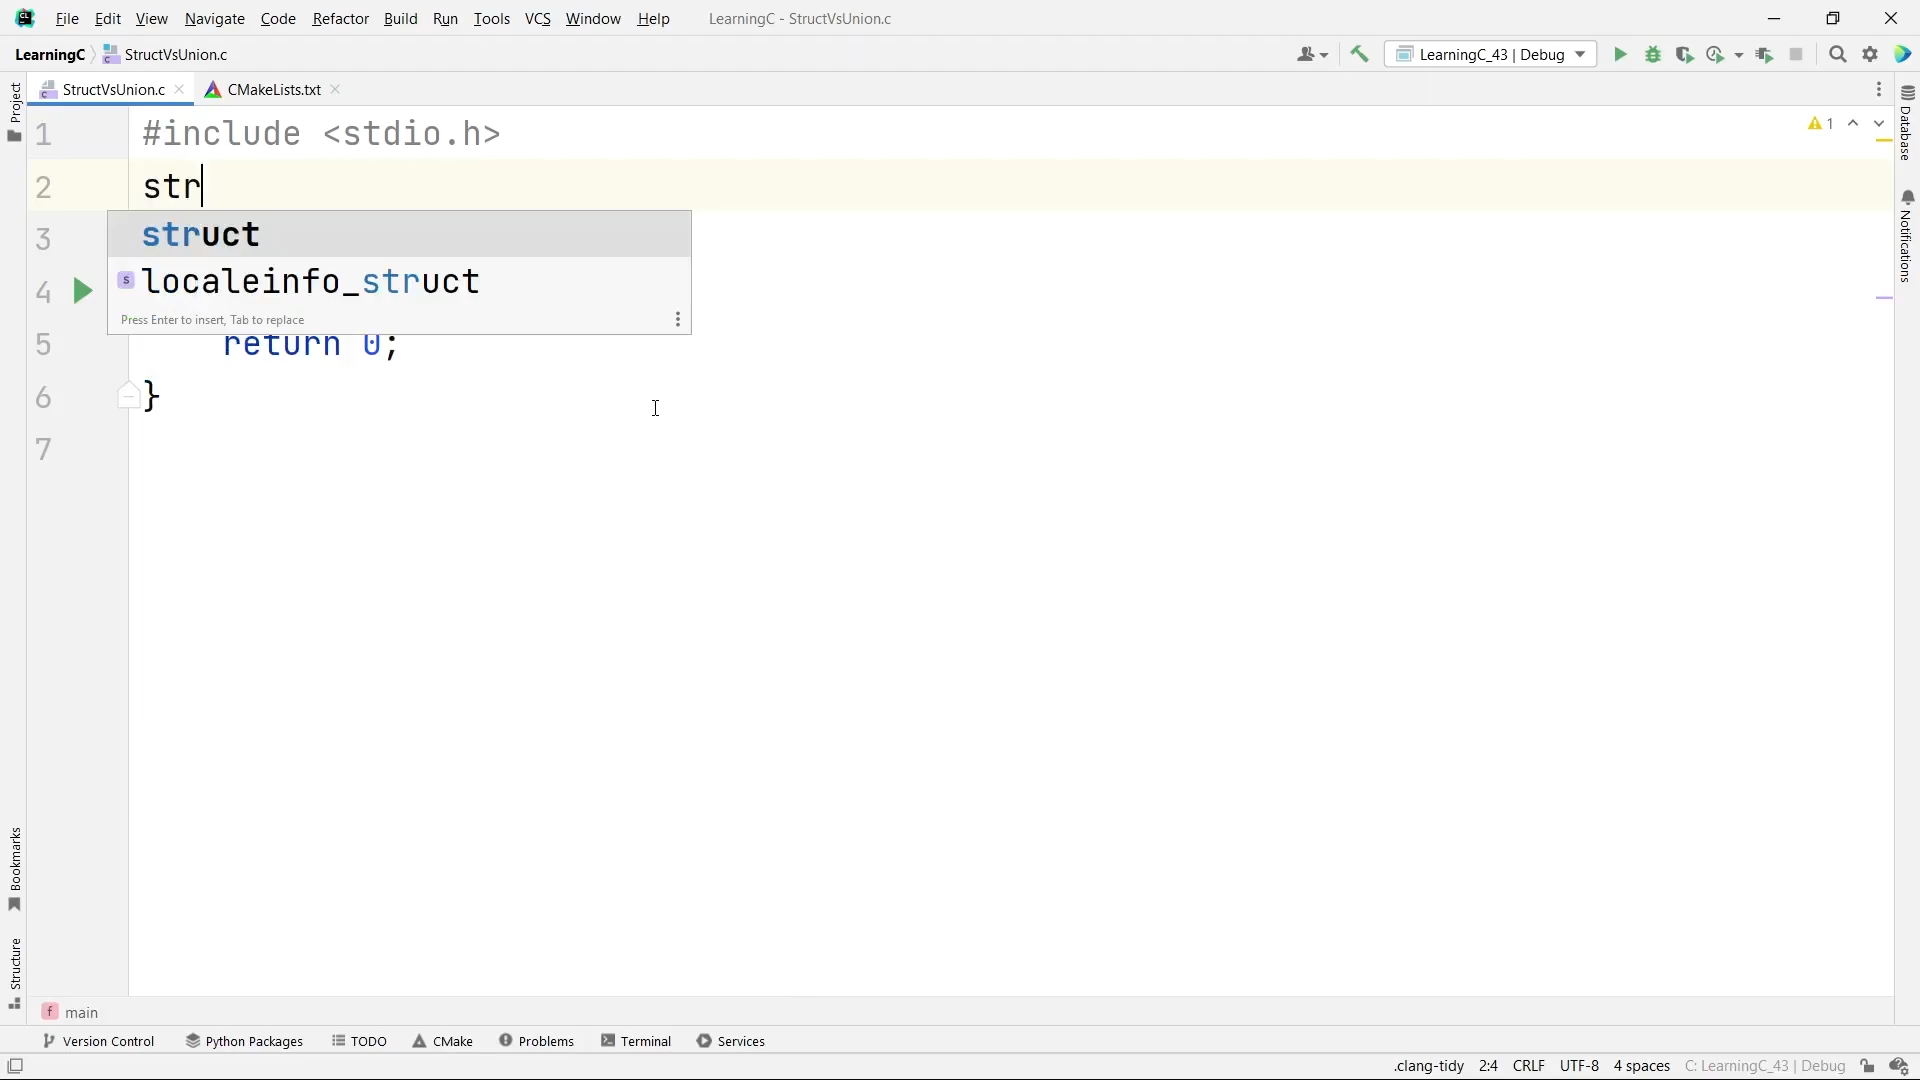 File Edit View Navigate Code Refactor Build Run Tools VCS Window Help LearningC - StructVsUnion.c
LearningC StructVsUnion.c LearningC_43 | Debug
StructVsUnion.c CMakeLists.txt
Project
1 #include <stdio.h>
1
2 str
3 struct
4 localeinfo_struct
Press Enter to insert, Tab to replace
5 return 0;
6 }
7
Database
Notifications
Bookmarks
Structure
main
Version Control Python Packages TODO CMake Problems Terminal Services
.clang-tidy 2:4 CRLF UTF-8 4 spaces C: LearningC_43 | Debug